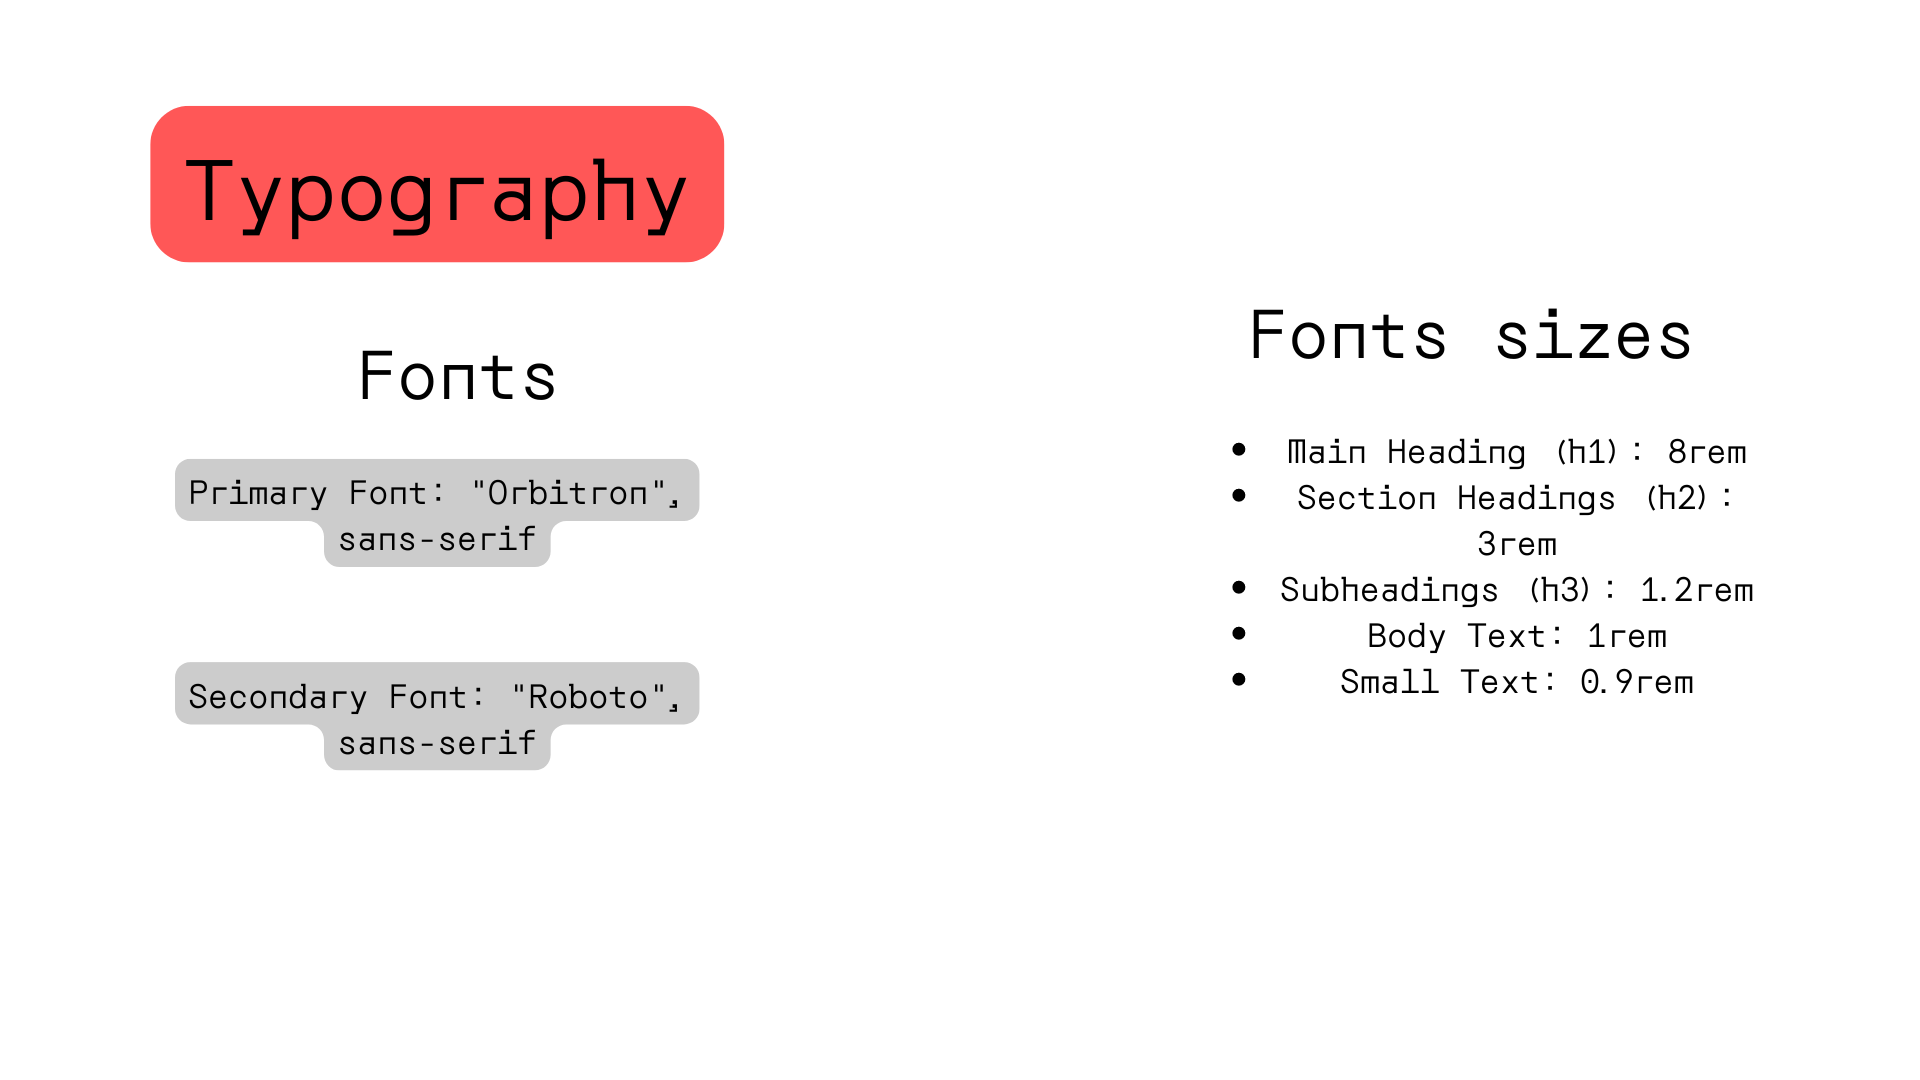 Typography
Fonts
Primary Font: "Orbitron",
sans-serif
Secondary Font: "Roboto",
sans-serif
Fonts sizes
• Main Heading (h1): 8rem
• Section Headings (h2):
3rem
• Subheadings (h3): 1.2rem
• Body Text: 1rem
• Small Text: 0.9rem